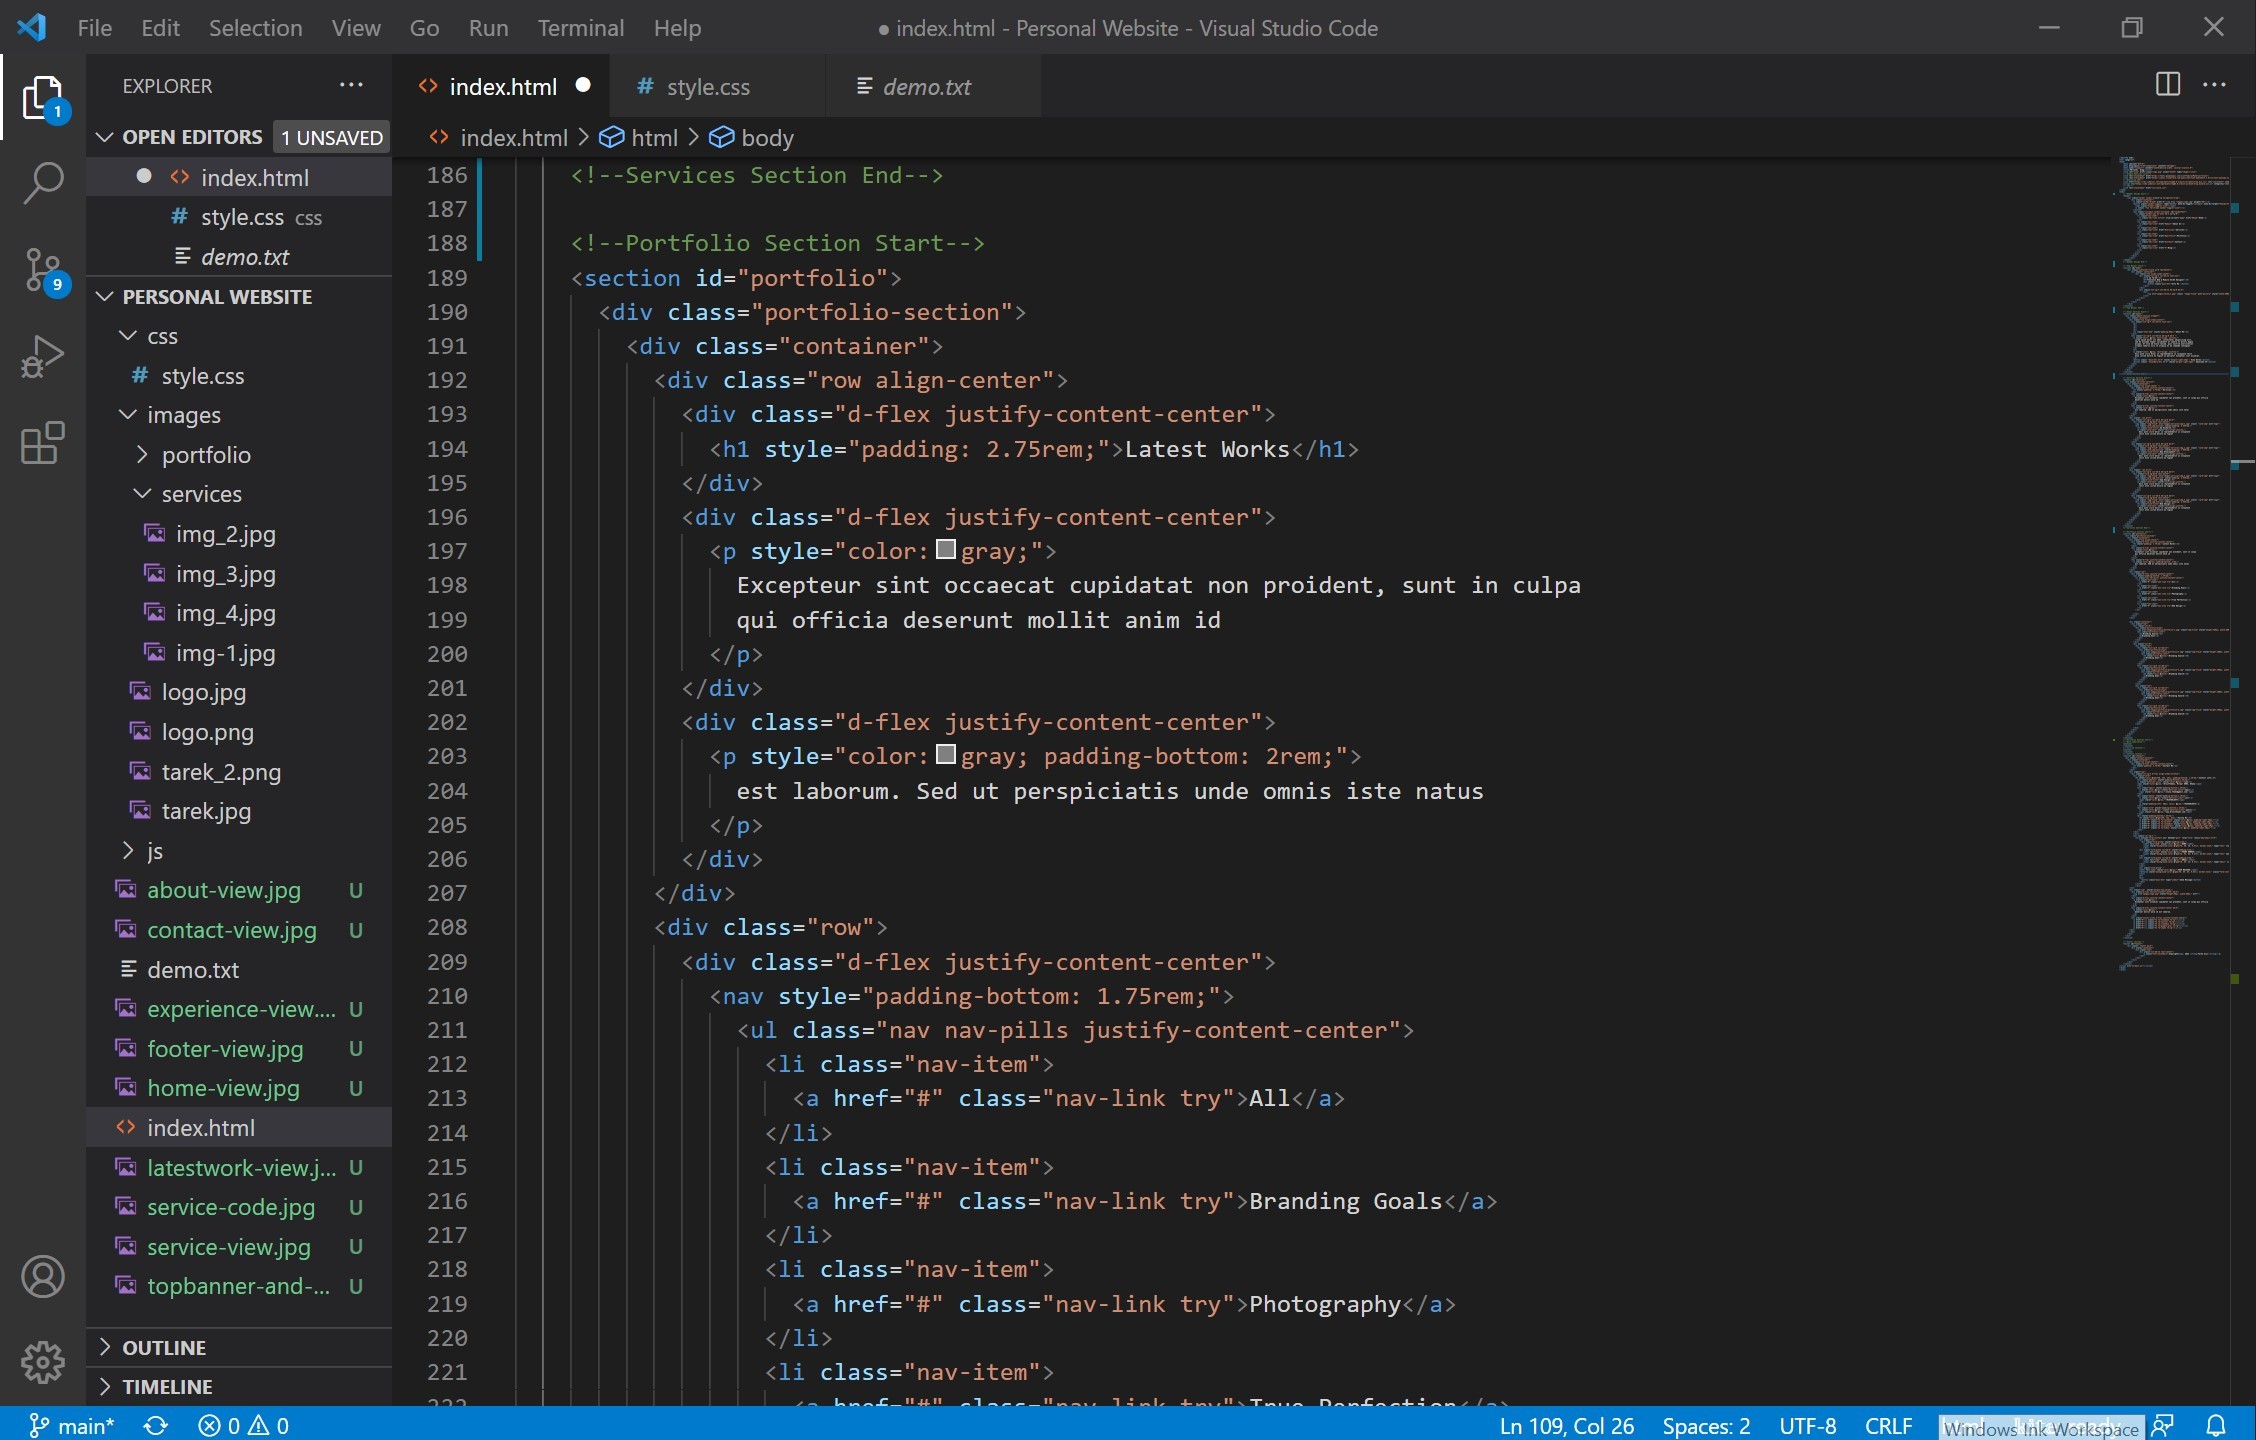 File Edit Selection View Go Run Terminal Help
● index.html - Personal Website - Visual Studio Code
EXPLORER
index.html
# style.css
demo.txt
OPEN EDITORS 1 UNSAVED
index.html
# style.css css
demo.txt
PERSONAL WEBSITE
css
# style.css
images
portfolio
services
img_2.jpg
img_3.jpg
img_4.jpg
img-1.jpg
logo.jpg
logo.png
tarek_2.png
tarek.jpg
js
about-view.jpg U
contact-view.jpg U
demo.txt
experience-view.... U
footer-view.jpg U
home-view.jpg U
index.html
latestwork-view.j... U
service-code.jpg U
service-view.jpg U
topbanner-and-... U
OUTLINE
TIMELINE
1
9
index.html > html > body
186 <!--Services Section End-->
187
188 <!--Portfolio Section Start-->
189 <section id="portfolio">
190 <div class="portfolio-section">
191 <div class="container">
192 <div class="row align-center">
193 <div class="d-flex justify-content-center">
194 <h1 style="padding: 2.75rem;">Latest Works</h1>
195 </div>
196 <div class="d-flex justify-content-center">
197 <p style="color: gray;">
198 Excepteur sint occaecat cupidatat non proident, sunt in culpa
199 qui officia deserunt mollit anim id
200 </p>
201 </div>
202 <div class="d-flex justify-content-center">
203 <p style="color: gray; padding-bottom: 2rem;">
204 est laborum. Sed ut perspiciatis unde omnis iste natus
205 </p>
206 </div>
207 </div>
208 <div class="row">
209 <div class="d-flex justify-content-center">
210 <nav style="padding-bottom: 1.75rem;">
211 <ul class="nav nav-pills justify-content-center">
212 <li class="nav-item">
213 <a href="#" class="nav-link try">All</a>
214 </li>
215 <li class="nav-item">
216 <a href="#" class="nav-link try">Branding Goals</a>
217 </li>
218 <li class="nav-item">
219 <a href="#" class="nav-link try">Photography</a>
220 </li>
221 <li class="nav-item">
222 <a href="#" class="nav-link try">True Perfection</a>
main* 0 0
Ln 109, Col 26 Spaces: 2 UTF-8 CRLF
Windows Ink Workspace